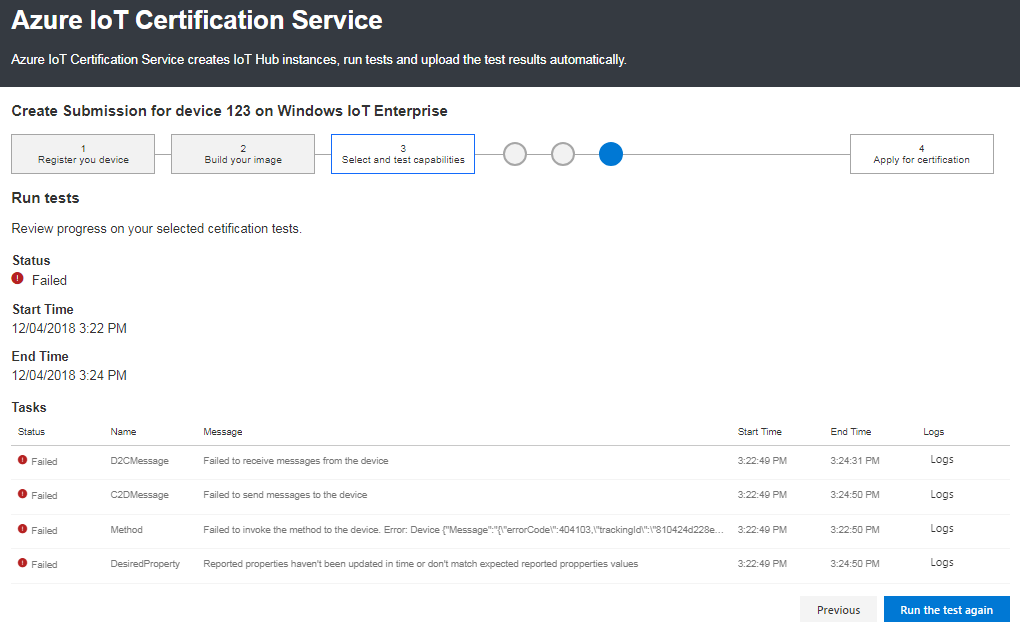 Azure IoT Certification Service
Azure IoT Certification Service creates IoT Hub instances, run tests and upload the test results automatically.
Create Submission for device 123 on Windows IoT Enterprise
1
Register you device
2
Build your image
3
Select and test capabilities
4
Apply for certification
Run tests
Review progress on your selected cetification tests.
Status
! Failed
Start Time
12/04/2018 3:22 PM
End Time
12/04/2018 3:24 PM
Tasks
Status Name Message Start Time End Time Logs
! Failed D2CMessage Failed to receive messages from the device 3:22:49 PM 3:24:31 PM Logs
! Failed C2DMessage Failed to send messages to the device 3:22:49 PM 3:24:50 PM Logs
! Failed Method Failed to invoke the method to the device. Error: Device {"Message":"{\"errorCode\":404103,\"trackingId\":\"810424d228e... 3:22:49 PM 3:22:50 PM Logs
! Failed DesiredProperty Reported properties haven't been updated in time or don't match expected reported propperties values 3:22:49 PM 3:24:50 PM Logs
Previous Run the test again